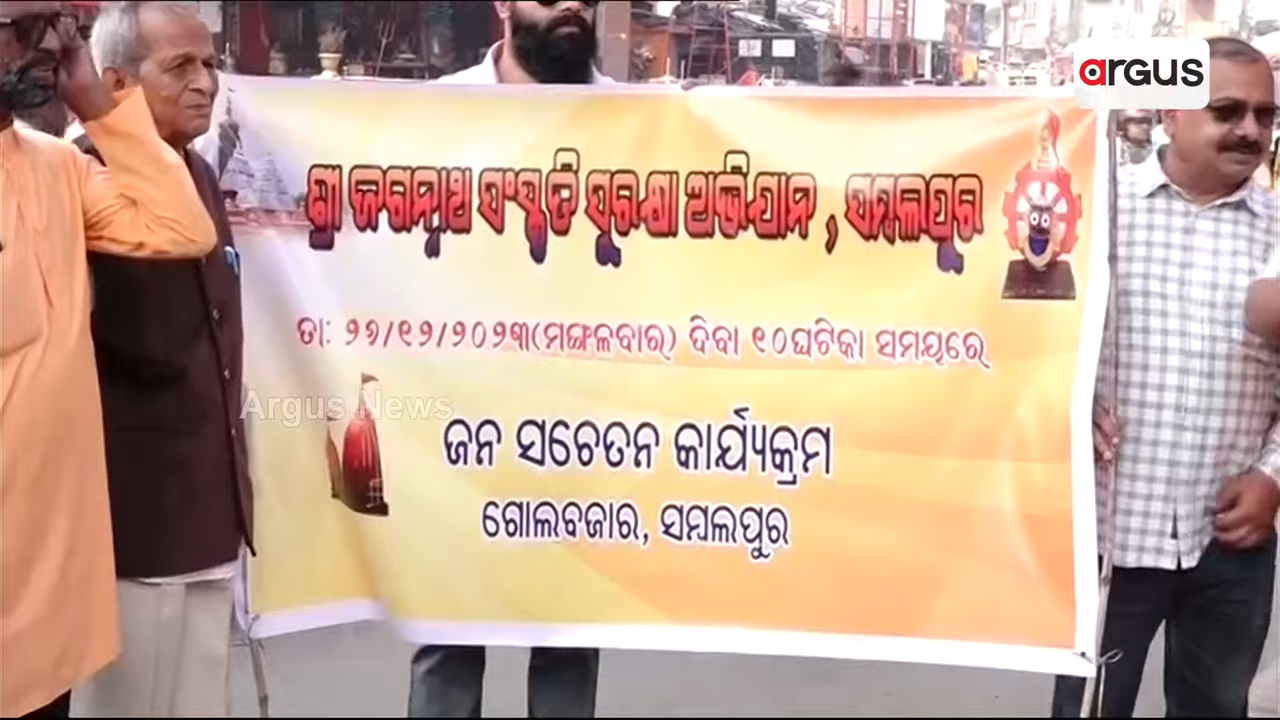 argus
ଶ୍ରୀ ଜଗନ୍ନାଥ ସଂସ୍କୃତି ସୁରକ୍ଷା ଅଭିଯାନ , ସମ୍ବଲପୁର
ତା: ୨୬/୧୨/୨୦୨୩(ମଙ୍ଗଳବାର) ଦିବା ୧୦ଘଟିକା ସମୟରେ
Argus News
ଜନ ସଚେତନ କାର୍ଯ୍ୟକ୍ରମ
ଗୋଲବଜାର, ସମ୍ବଲପୁର